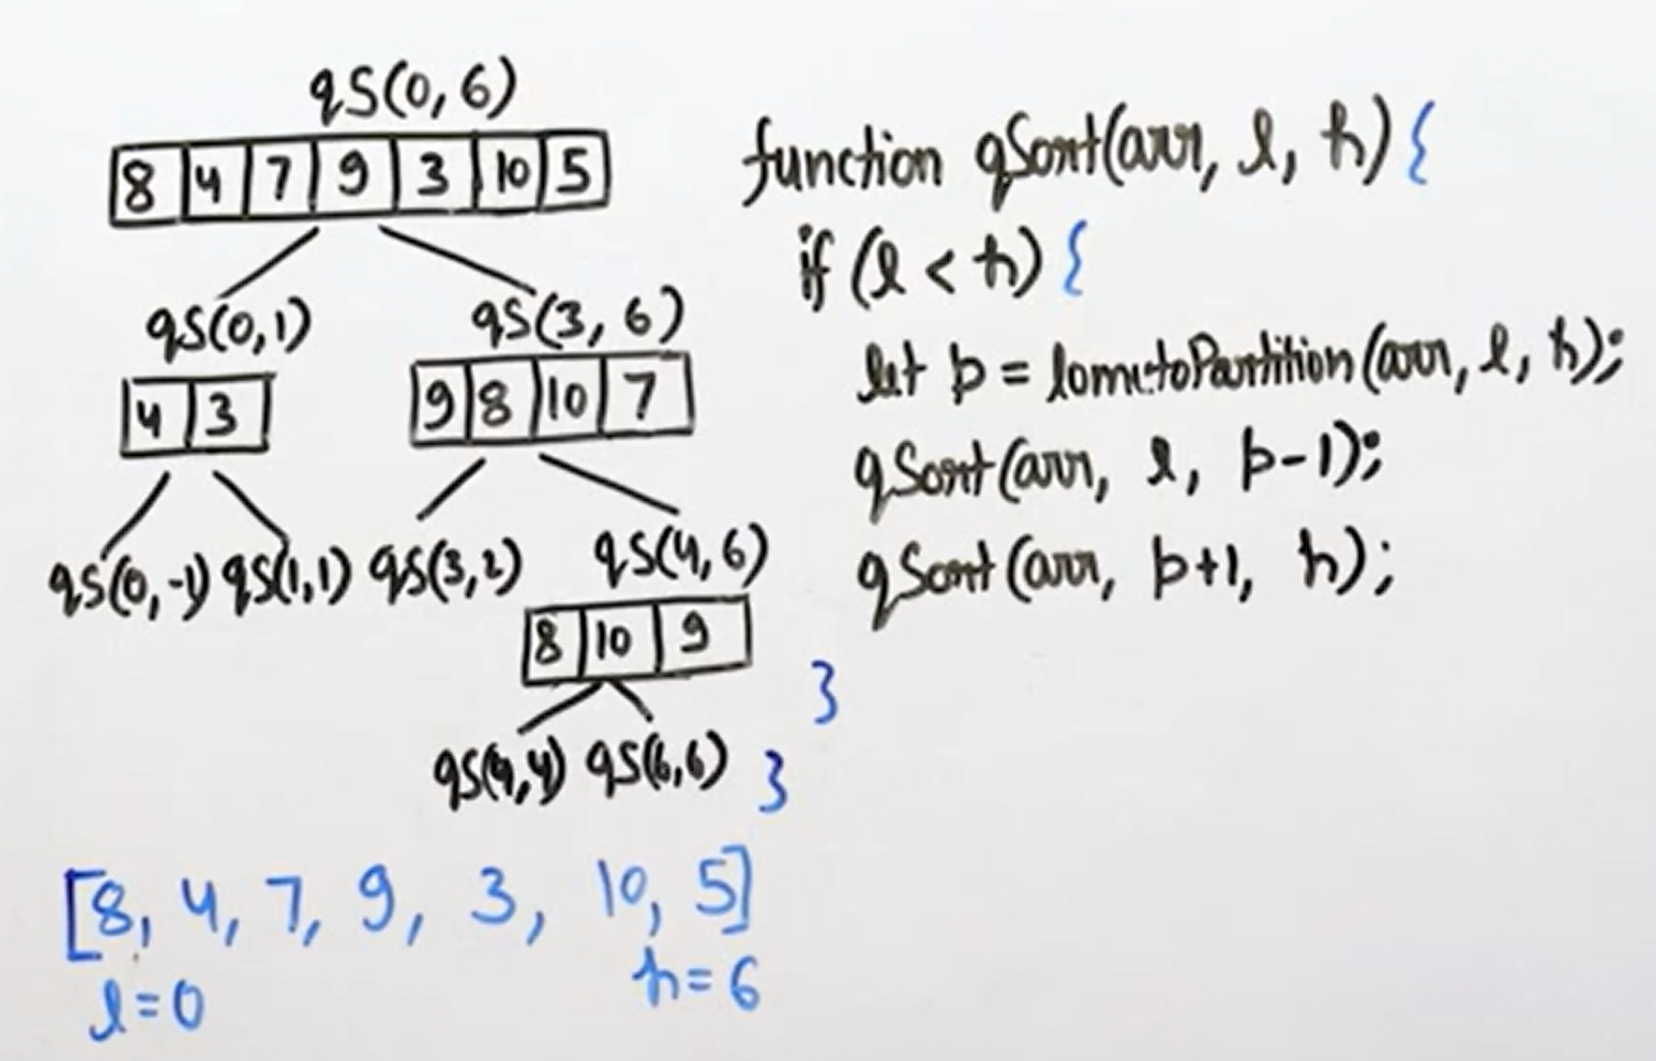 qS(0,6)
8 4 7 9 3 10 5
qS(0,1) qS(3,6)
4 3 9 8 10 7
qS(0,-1) qS(1,1) qS(3,2) qS(4,6)
8 10 9
qS(4,4) qS(6,6)
function qSort(arr, l, h) {
if (l < h) {
let p = lomutoPartition(arr, l, h);
qSort(arr, l, p-1);
qSort(arr, p+1, h);
}
}
[8, 4, 7, 9, 3, 10, 5]
l=0 h=6